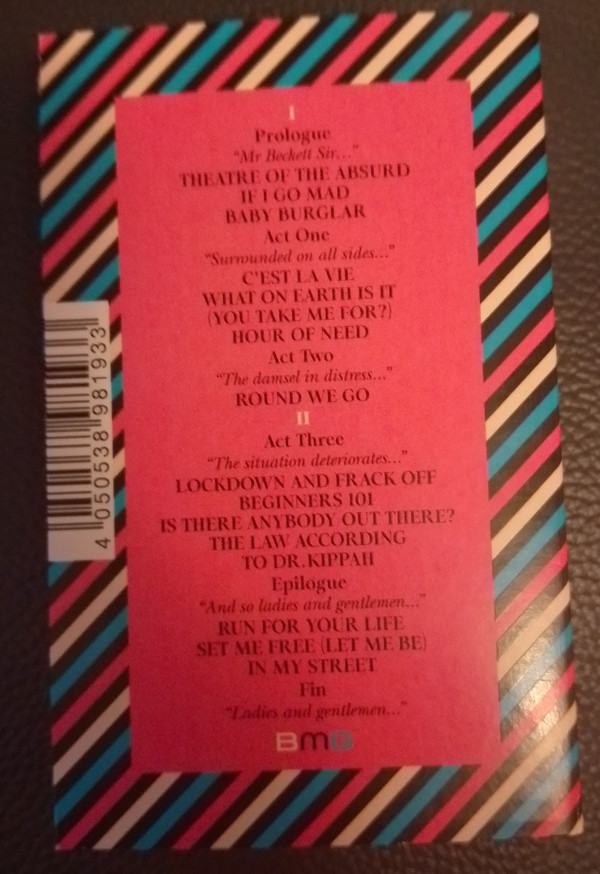 I
Prologue
“Mr Beckett Sir...”
THEATRE OF THE ABSURD
IF I GO MAD
BABY BURGLAR
Act One
“Surrounded on all sides...”
C'EST LA VIE
WHAT ON EARTH IS IT
(YOU TAKE ME FOR?)
HOUR OF NEED
Act Two
“The damsel in distress...”
ROUND WE GO
II
Act Three
“The situation deteriorates...”
LOCKDOWN AND FRACK OFF
BEGINNERS 101
IS THERE ANYBODY OUT THERE?
THE LAW ACCORDING
TO DR.KIPPAH
Epilogue
“And so ladies and gentlemen...”
RUN FOR YOUR LIFE
SET ME FREE (LET ME BE)
IN MY STREET
Fin
“Ladies and gentlemen...”
BMG
4 050538 981933